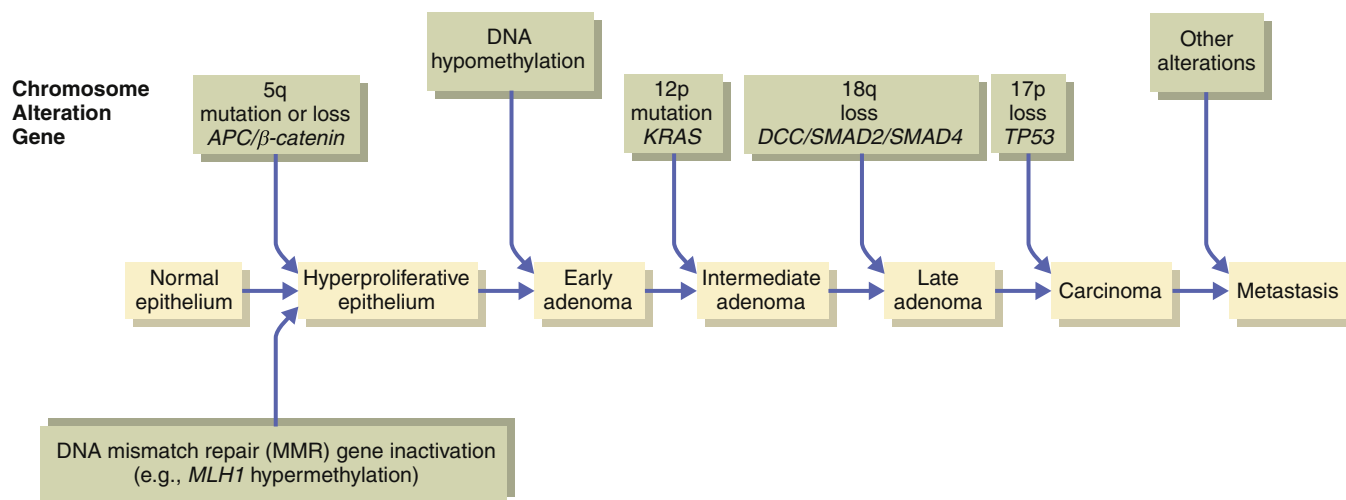 Chromosome
Alteration
Gene
5q
mutation or loss
APC/β-catenin
DNA
hypomethylation
12p
mutation
KRAS
18q
loss
DCC/SMAD2/SMAD4
17p
loss
TP53
Other
alterations
Normal
epithelium
Hyperproliferative
epithelium
Early
adenoma
Intermediate
adenoma
Late
adenoma
Carcinoma
Metastasis
DNA mismatch repair (MMR) gene inactivation
(e.g., MLH1 hypermethylation)